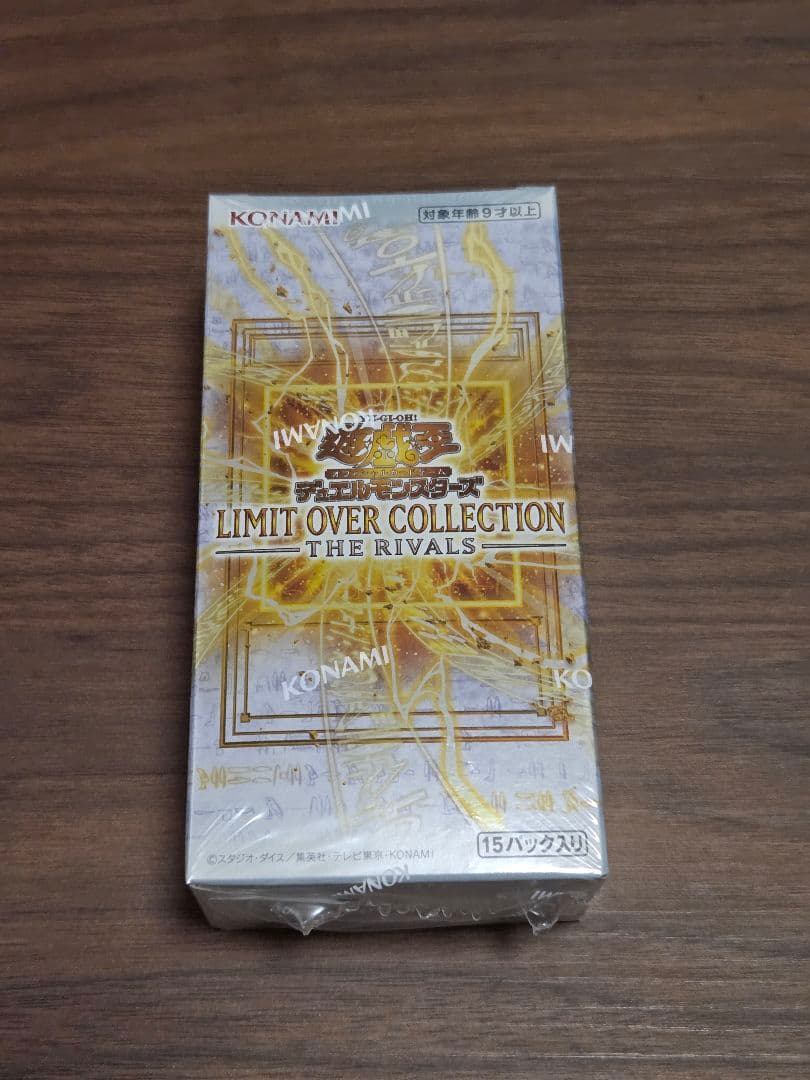 KONAMI
対象年齢9才以上
KONAMI
YU-GI-OH!
遊戯王
オフィシャルカードゲーム
デュエルモンスターズ
LIMIT OVER COLLECTION
THE RIVALS
KONAMI
KO
15パック入り
©スタジオ・ダイス/集英社・テレビ東京・KONAMI
KONAMI